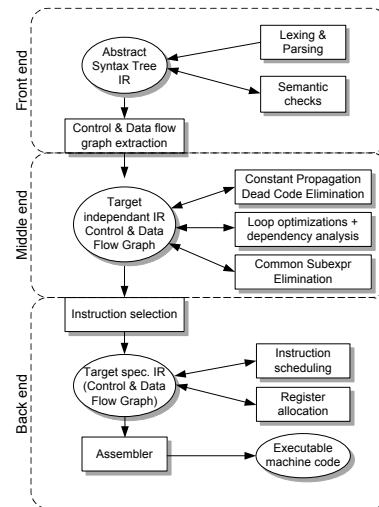 Front end
Abstract
Syntax Tree
IR
Lexing &
Parsing
Semantic
checks
Control & Data flow
graph extraction
Middle end
Target
independant IR
Control & Data
Flow Graph
Constant Propagation
Dead Code Elimination
Loop optimizations +
dependency analysis
Common Subexpr
Elimination
Back end
Instruction selection
Target spec. IR
(Control & Data
Flow Graph)
Instruction
scheduling
Register
allocation
Assembler
Executable
machine code